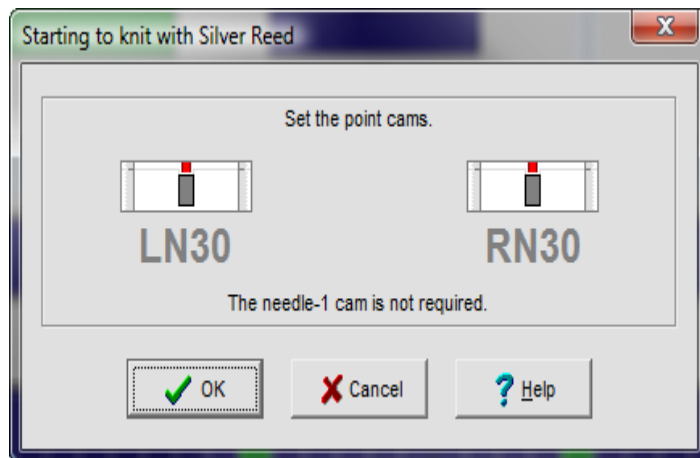 Starting to knit with Silver Reed
Set the point cams.
LN30 RN30
The needle-1 cam is not required.
OK Cancel Help